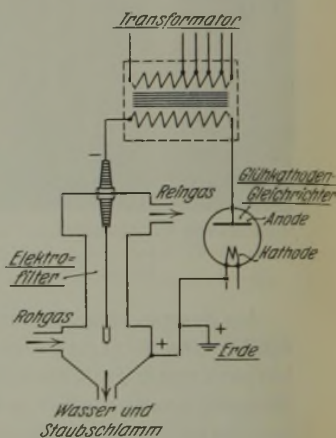 Transformator
–
Reingas
Glühkathoden-
Gleichrichter
Anode
Kathode
Elektro=
filter
Rohgas
+
+
Erde
Wasser und
Staubschlamm